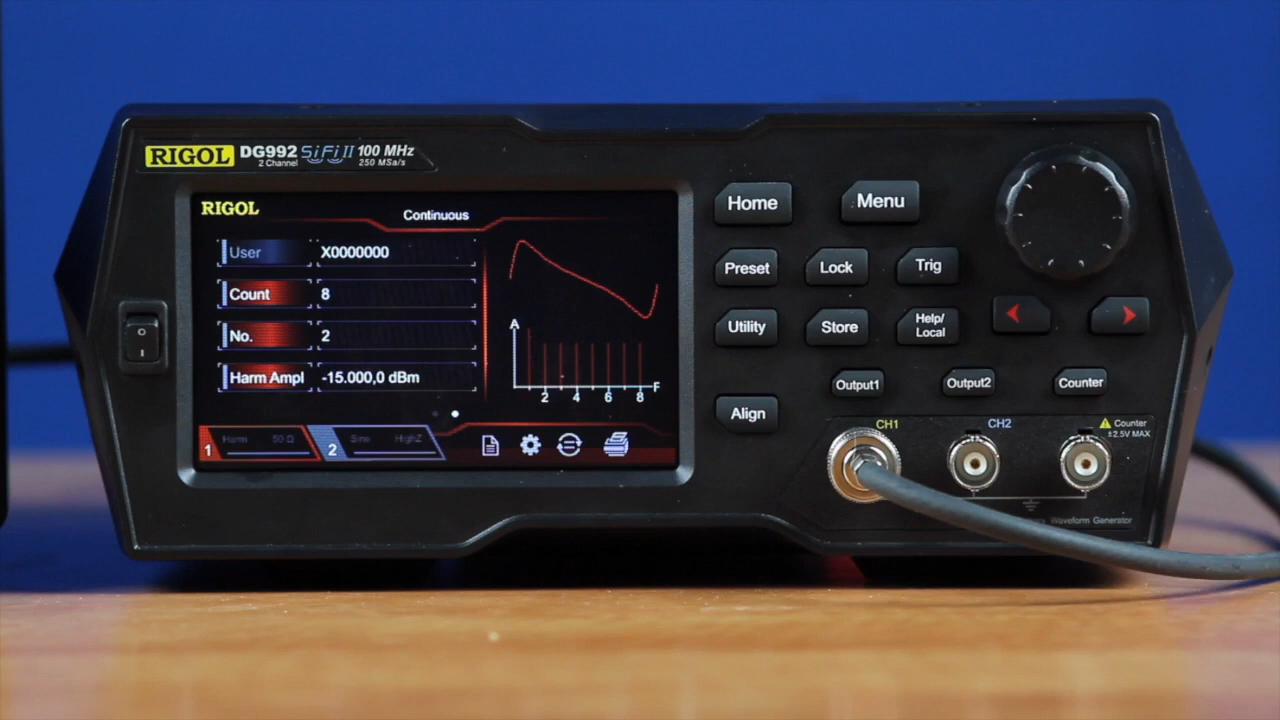 RIGOL DG992 SiFi II 100 MHz
2 Channel 250 MSa/s
RIGOL Continuous
User X0000000
Count 8
No. 2
Harm Ampl -15.000,0 dBm
A
F
2 4 6 8
1 Harm 50 Ω 2 Sine HighZ
O
I
Home Menu
Preset Lock Trig
Utility Store Help/
Local
Output1 Output2 Counter
Align
CH1 CH2 Counter
±2.5V MAX
Waveform Generator